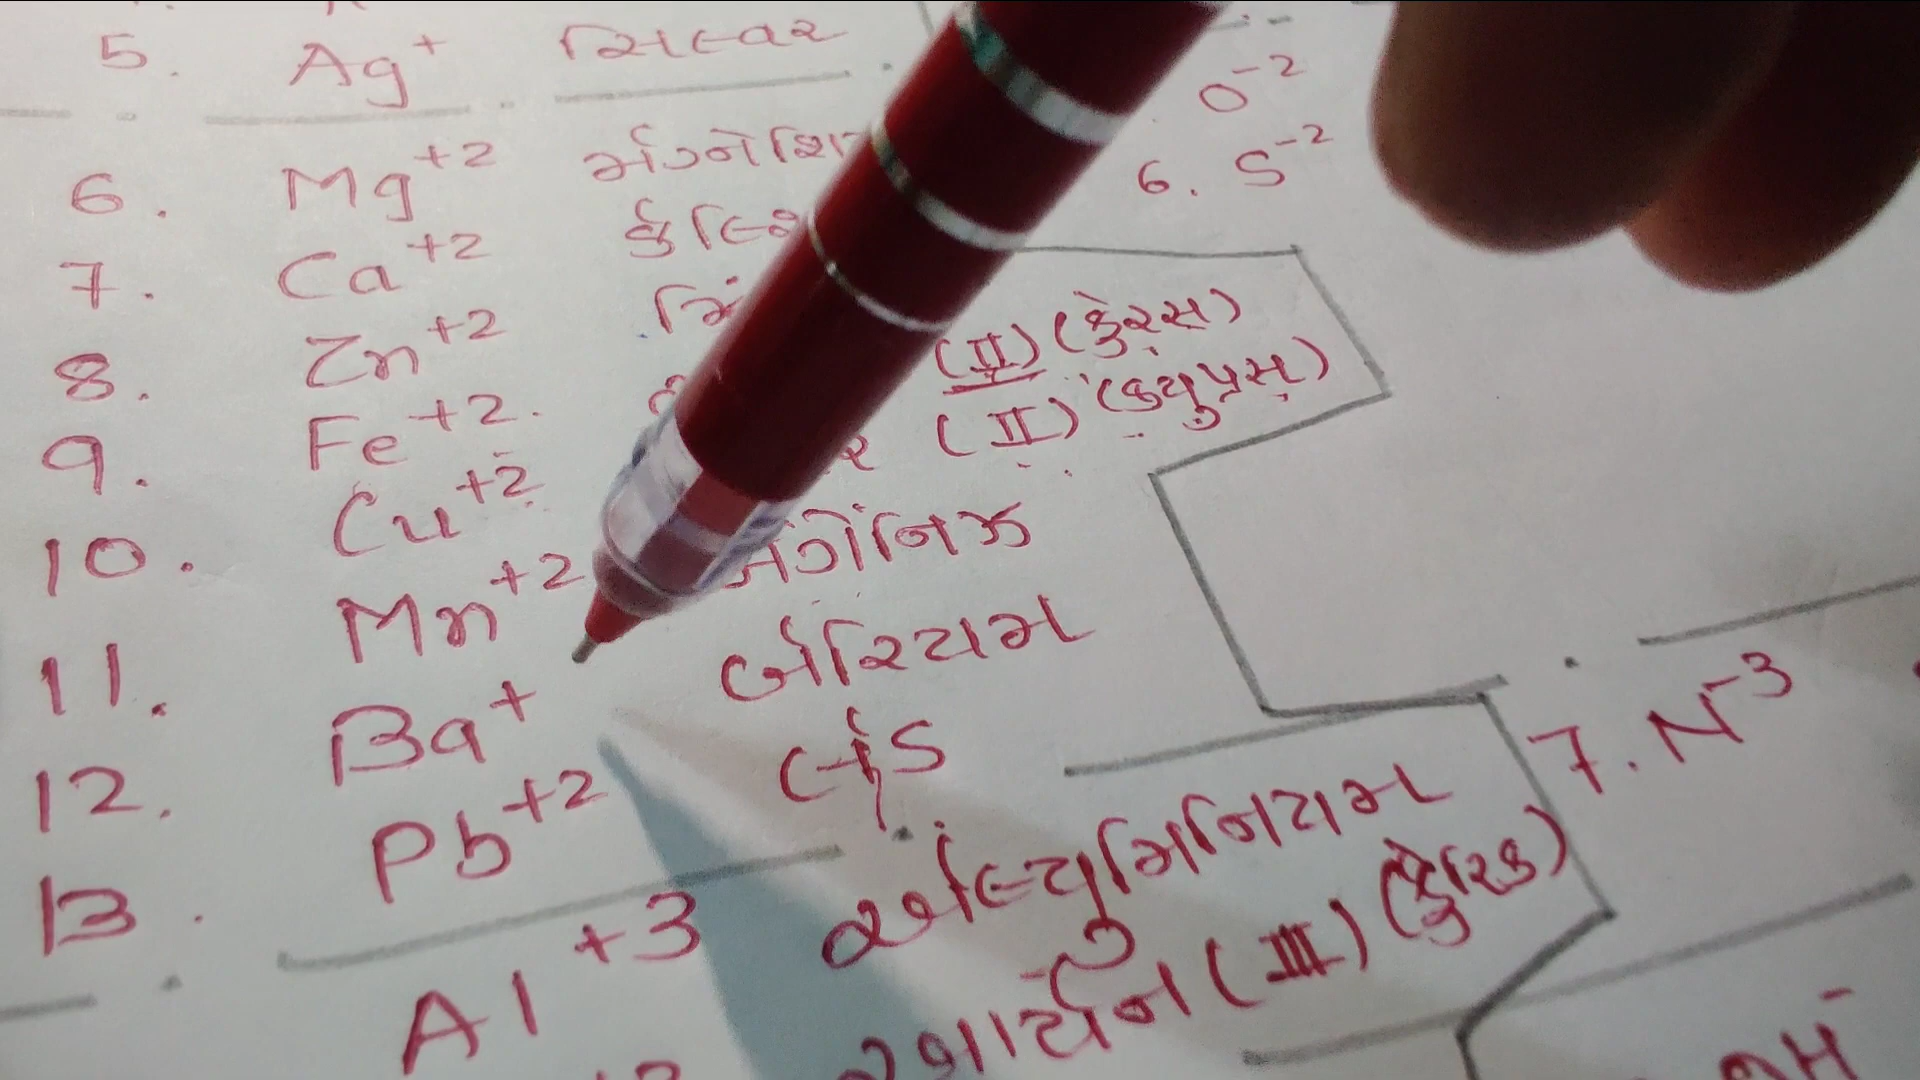 5. Ag+ સિલ્વર
6. Mg+2
7. Ca+2
8. Zn+2
9. Fe+2 (II) (ફેરસ)
10. Cu+2 (II) (ક્યુપ્રસ)
11. Mn+2 મેંગેનિઝ
12. Ba+ બેરિયમ
13. Pb+2 લેડ
Al+3 એલ્યુમિનિયમ
આયર્ન (III) (ફેરિક)
O-2
6. S-2
7. N-3